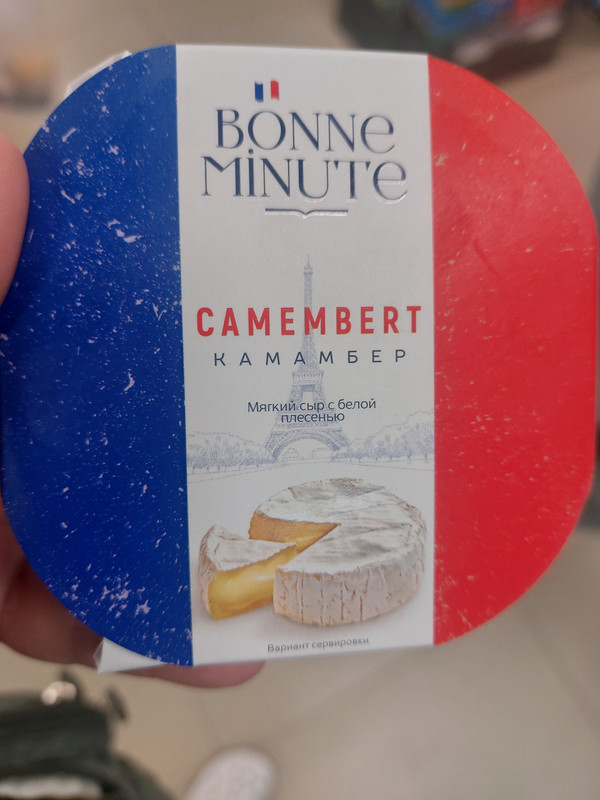 BONNe
MiNUTe
CAMEMBERT
КАМАМБЕР
Мягкий сыр с белой
плесенью
Вариант сервировки